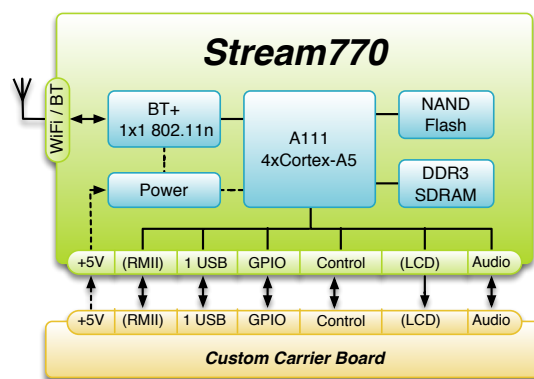 Stream770
WiFi / BT
BT+
1x1 802.11n
A111
4xCortex-A5
NAND
Flash
Power
DDR3
SDRAM
+5V (RMII) 1 USB GPIO Control (LCD) Audio
+5V (RMII) 1 USB GPIO Control (LCD) Audio
Custom Carrier Board